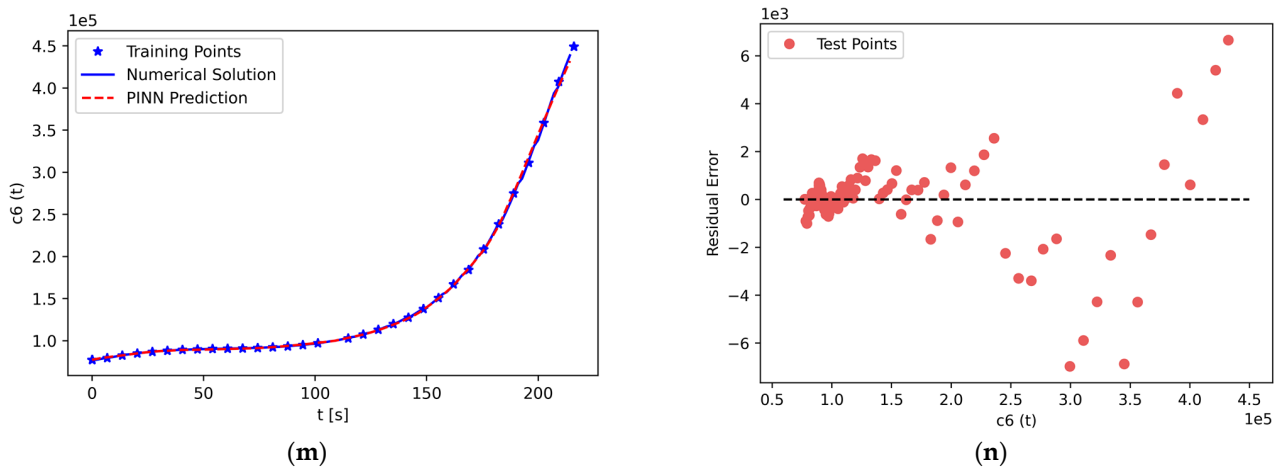 1e5
4.5
4.0
3.5
3.0
2.5
2.0
1.5
1.0
c6 (t)
Training Points
Numerical Solution
PINN Prediction
0 50 100 150 200
t [s]
(m)
1e3
6
4
2
0
−2
−4
−6
Residual Error
Test Points
0.5 1.0 1.5 2.0 2.5 3.0 3.5 4.0 4.5
c6 (t)
1e5
(n)